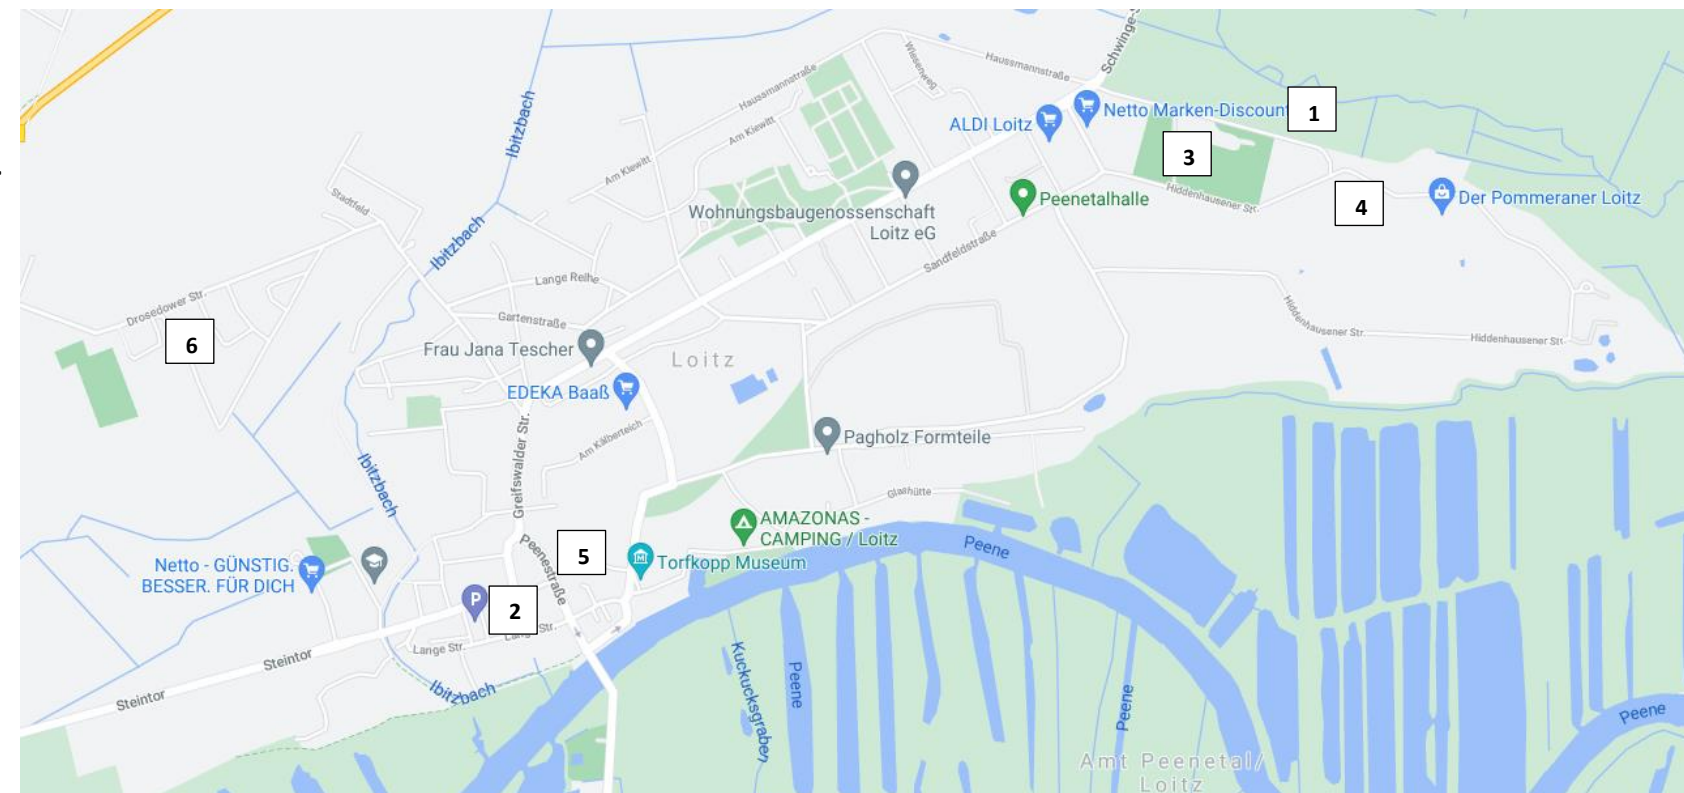 Schwinge-S
Haussmannstraße
Wiesenweg
Haussmannstraße
Ibitzbach
Am Kiewitt
ALDI Loitz
Netto Marken-Discount
1
3
Am Kiewitt
Stadtfeld
Wohnungsbaugenossenschaft
Loitz eG
Peenetalhalle
Hiddenhausener Str.
4
Der Pommeraner Loitz
Ibitzbach
Sandfeldstraße
Lange Reihe
Drosedower Str.
6
Gartenstraße
Hiddenhausener Str.
Hiddenhausener Str.
Frau Jana Tescher
Loitz
EDEKA Baaß
Am Kälberteich
Greifswalder Str.
Pagholz Formteile
Ibitzbach
Glashütte
AMAZONAS -
CAMPING / Loitz
Peene
Peenestraße
5
Torfkopp Museum
Netto - GÜNSTIG.
BESSER. FÜR DICH
P
2
Lange Str.
Lange Str.
Steintor
Steintor
Ibitzbach
Kuckucksgraben
Peene
Peene
Peene
Amt Peenetal/
Loitz